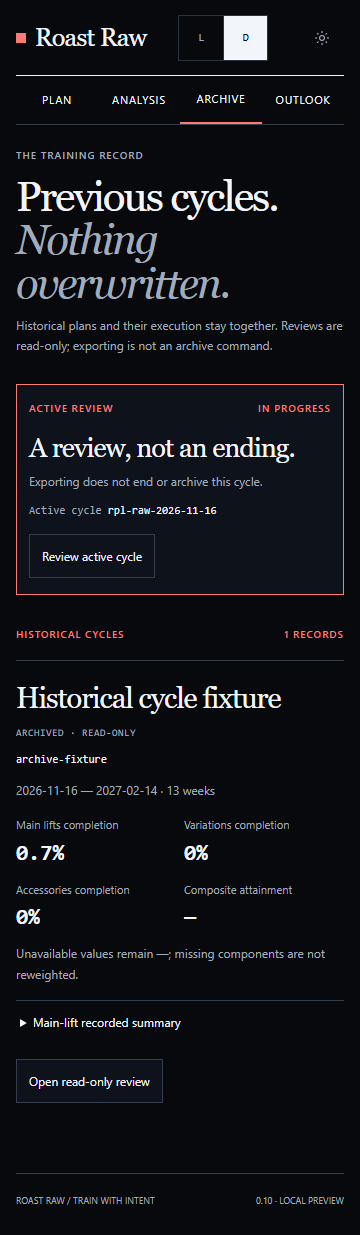 Roast Raw
L D
PLAN ANALYSIS ARCHIVE OUTLOOK
THE TRAINING RECORD
Previous cycles.
Nothing
overwritten.
Historical plans and their execution stay together. Reviews are
read-only; exporting is not an archive command.
ACTIVE REVIEW IN PROGRESS
A review, not an ending.
Exporting does not end or archive this cycle.
Active cycle rpl-raw-2026-11-16
Review active cycle
HISTORICAL CYCLES 1 RECORDS
Historical cycle fixture
ARCHIVED · READ-ONLY
archive-fixture
2026-11-16 — 2027-02-14 · 13 weeks
Main lifts completion Variations completion
0.7% 0%
Accessories completion Composite attainment
0% —
Unavailable values remain —; missing components are not
reweighted.
▶ Main-lift recorded summary
Open read-only review
ROAST RAW / TRAIN WITH INTENT 0.10 · LOCAL PREVIEW